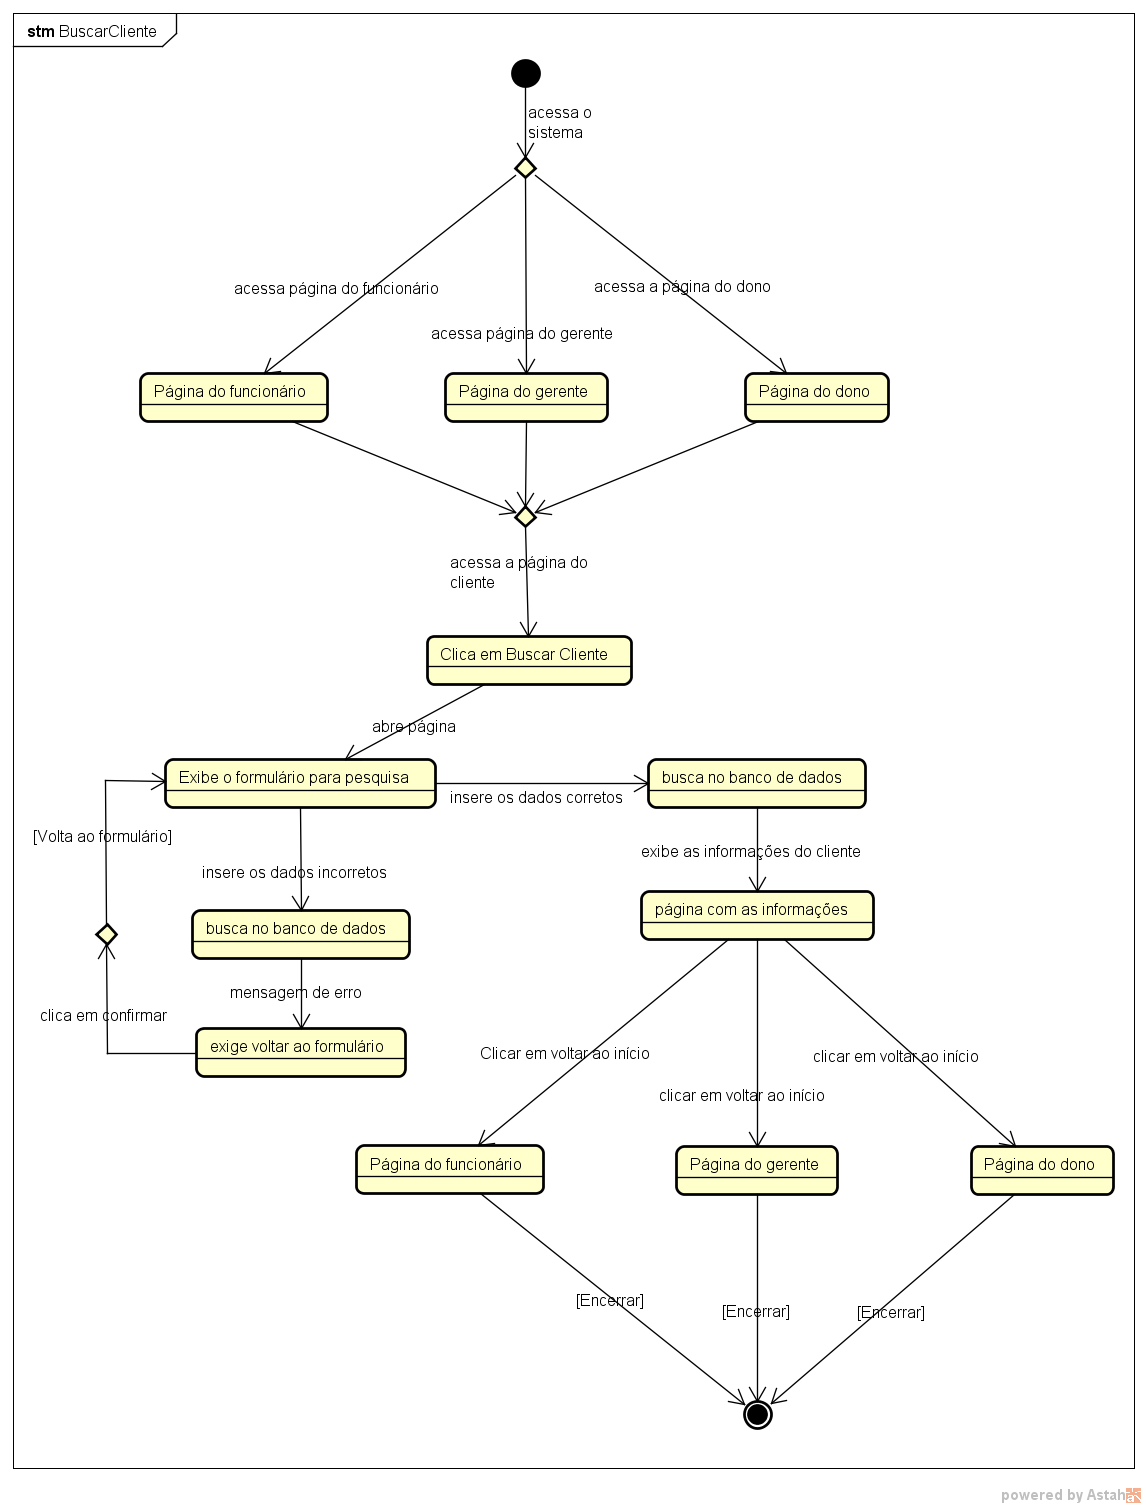 stm BuscarCliente
acessa o
sistema
acessa página do funcionário
acessa a página do dono
acessa página do gerente
Página do funcionário
Página do gerente
Página do dono
acessa a página do
cliente
Clica em Buscar Cliente
abre página
Exibe o formulário para pesquisa
busca no banco de dados
insere os dados corretos
[Volta ao formulário]
exibe as informações do cliente
insere os dados incorretos
página com as informações
busca no banco de dados
mensagem de erro
clica em confirmar
exige voltar ao formulário
Clicar em voltar ao início
clicar em voltar ao início
clicar em voltar ao início
Página do funcionário
Página do gerente
Página do dono
[Encerrar]
[Encerrar]
[Encerrar]
powered by Astah